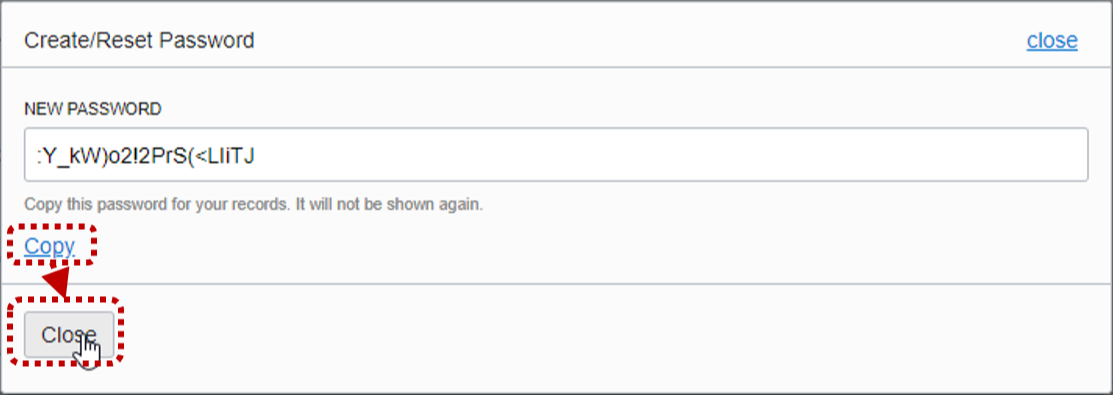 Create/Reset Password close
NEW PASSWORD
:Y_kW)o2!2PrS(<LIiTJ
Copy this password for your records. It will not be shown again.
Copy
Close